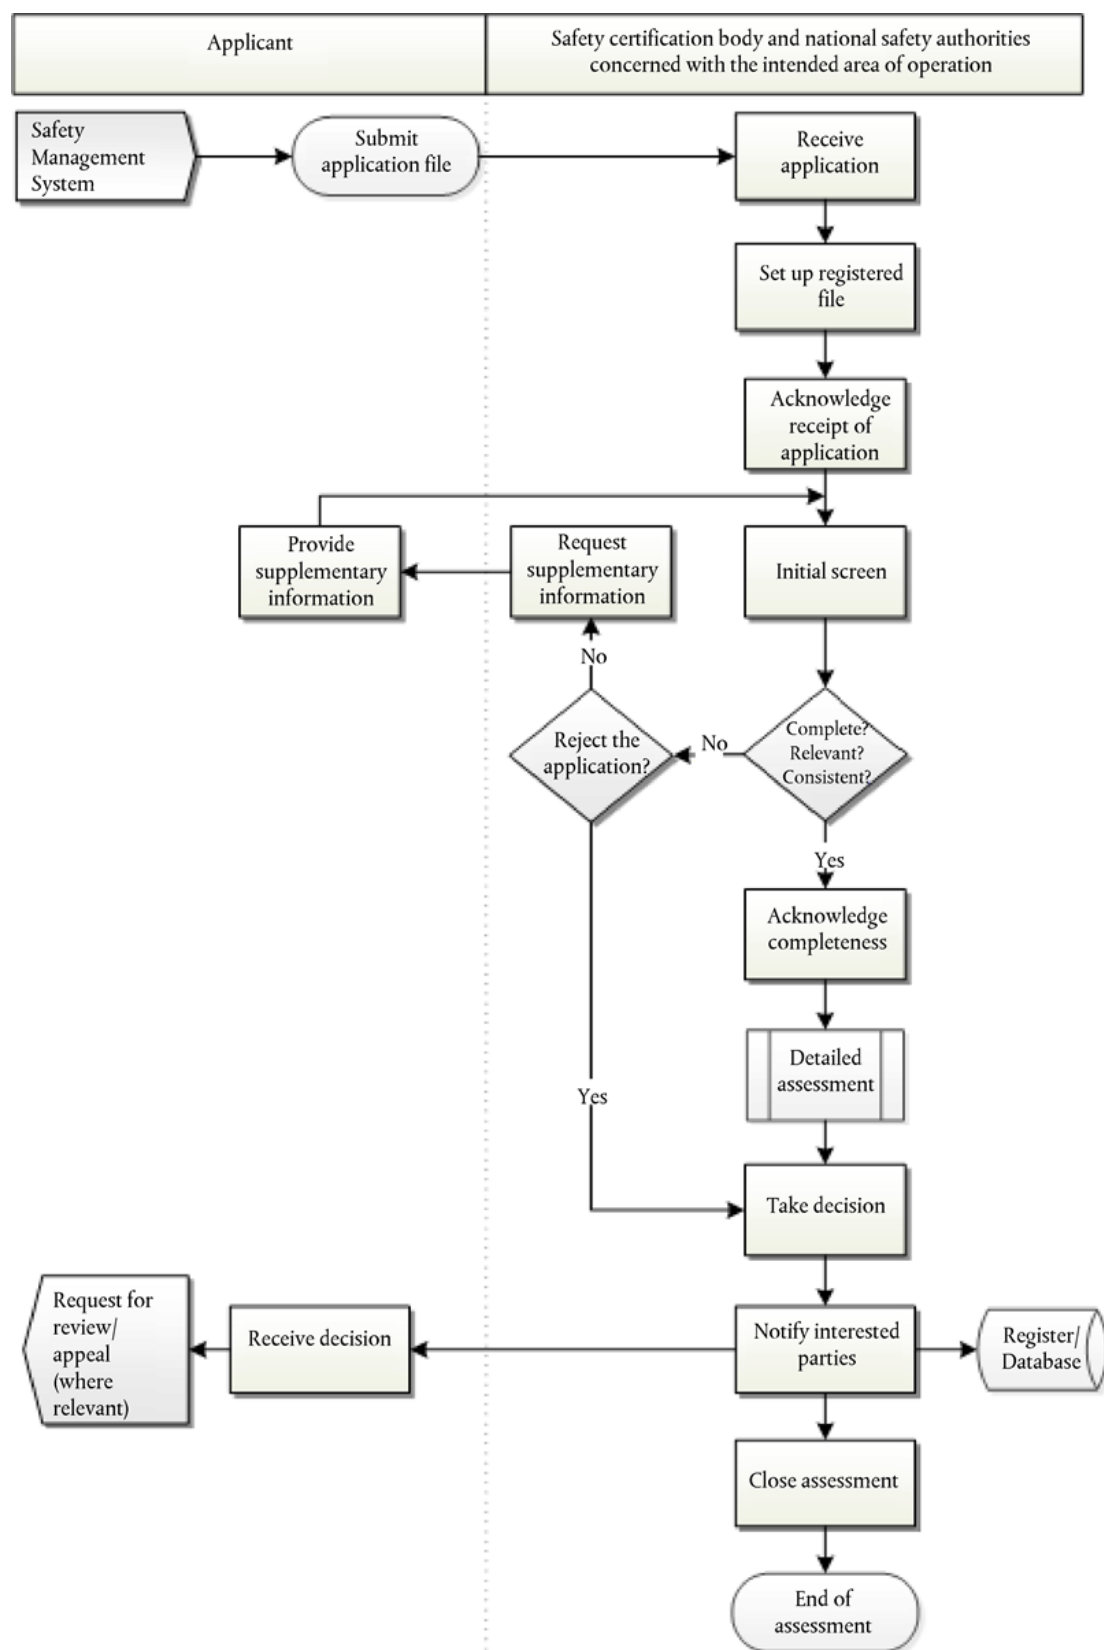 Applicant
Safety certification body and national safety authorities
concerned with the intended area of operation
Safety
Management
System
Submit
application file
Receive
application
Set up registered
file
Acknowledge
receipt of
application
Provide
supplementary
information
Request
supplementary
information
Initial screen
No
Reject the
application?
No
Complete?
Relevant?
Consistent?
Yes
Acknowledge
completeness
Detailed
assessment
Yes
Take decision
Request for
review/
appeal
(where
relevant)
Receive decision
Notify interested
parties
Register/
Database
Close assessment
End of
assessment